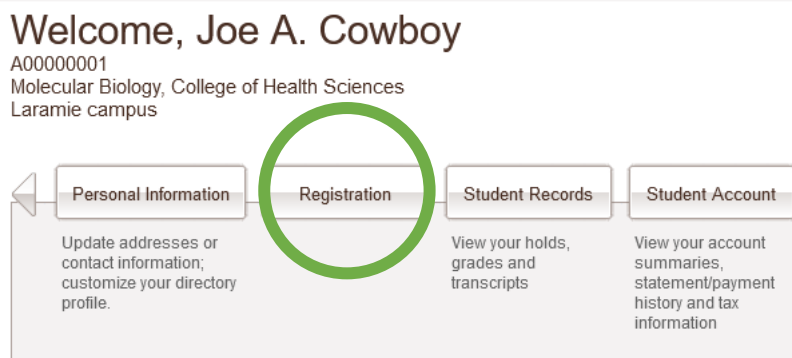 Welcome, Joe A. Cowboy
A00000001
Molecular Biology, College of Health Sciences
Laramie campus
Personal Information
Registration
Student Records
Student Account
Update addresses or
contact information;
customize your directory
profile.
View your holds,
grades and
transcripts
View your account
summaries,
statement/payment
history and tax
information